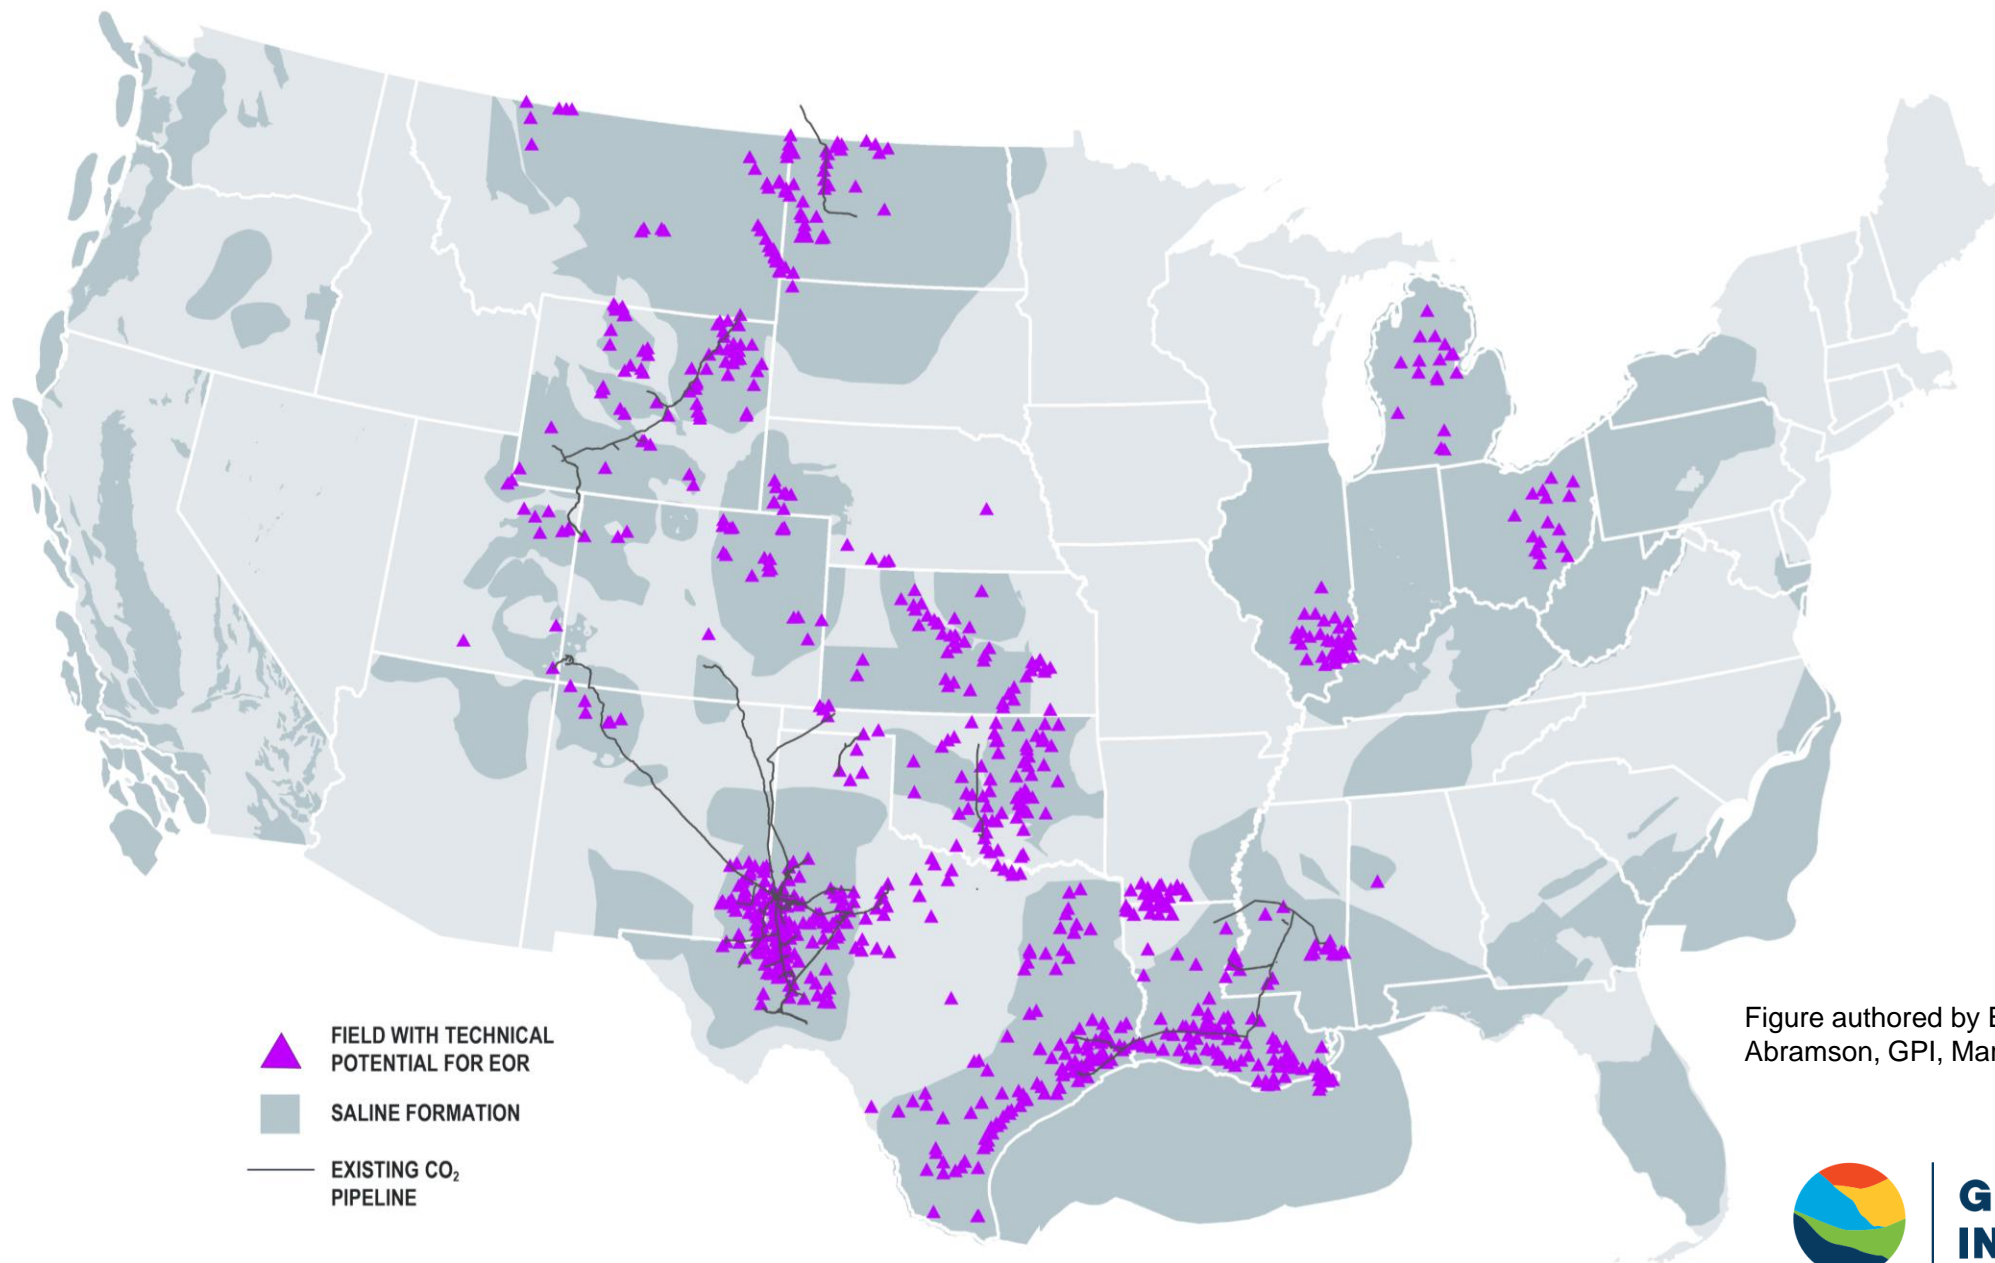 FIELD WITH TECHNICAL
POTENTIAL FOR EOR
SALINE FORMATION
EXISTING CO₂
PIPELINE
Figure authored by
Abramson, GPI,